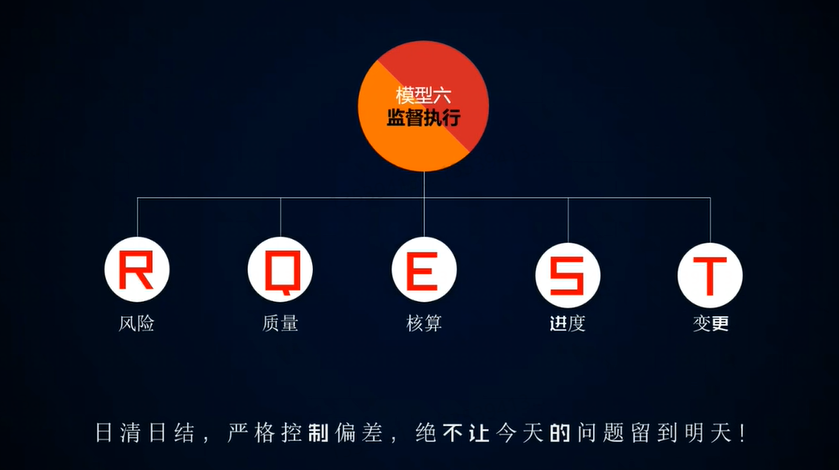 模型六
监督执行
R Q E S T
风险 质量 核算 进度 变更
日清日结，严格控制偏差，绝不让今天的问题留到明天！